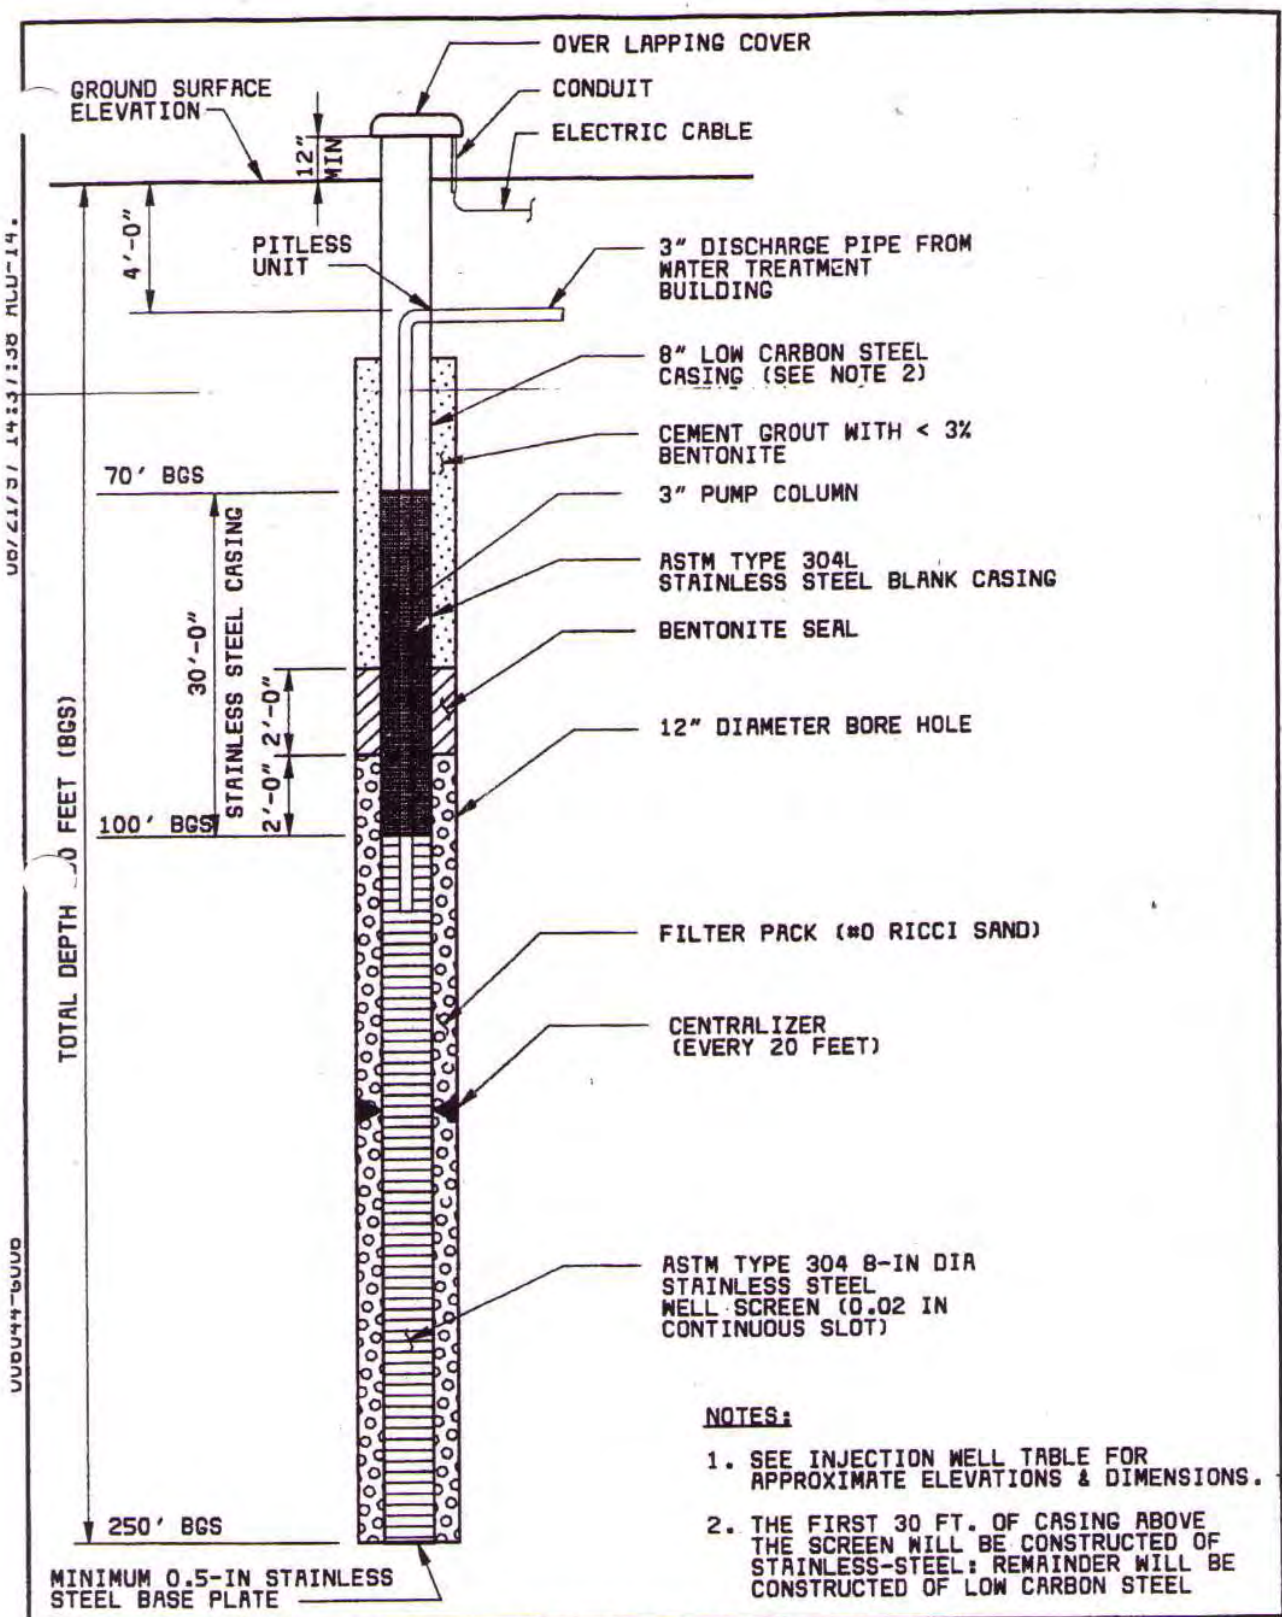 OVER LAPPING COVER
GROUND SURFACE
ELEVATION
CONDUIT
ELECTRIC CABLE
12" MIN
4'-0"
PITLESS
UNIT
3" DISCHARGE PIPE FROM
WATER TREATMENT
BUILDING
8" LOW CARBON STEEL
CASING (SEE NOTE 2)
CEMENT GROUT WITH < 3%
BENTONITE
70' BGS
3" PUMP COLUMN
30'-0"
STAINLESS STEEL CASING
ASTM TYPE 304L
STAINLESS STEEL BLANK CASING
BENTONITE SEAL
2'-0"
2'-0"
12" DIAMETER BORE HOLE
100' BGS
TOTAL DEPTH FEET (BGS)
FILTER PACK (#0 RICCI SAND)
CENTRALIZER
(EVERY 20 FEET)
ASTM TYPE 304 8-IN DIA
STAINLESS STEEL
WELL SCREEN (0.02 IN
CONTINUOUS SLOT)
250' BGS
MINIMUM 0.5-IN STAINLESS
STEEL BASE PLATE
NOTES:
1. SEE INJECTION WELL TABLE FOR
APPROXIMATE ELEVATIONS & DIMENSIONS.
2. THE FIRST 30 FT. OF CASING ABOVE
THE SCREEN WILL BE CONSTRUCTED OF
STAINLESS-STEEL: REMAINDER WILL BE
CONSTRUCTED OF LOW CARBON STEEL